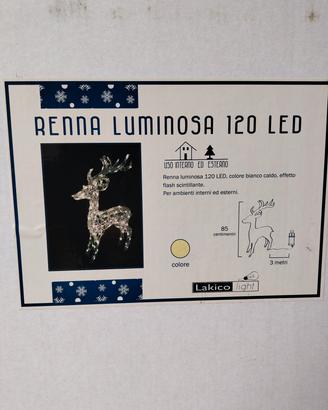 RENNA LUMINOSA 120 LED
USO INTERNO ED ESTERNO
Renna luminosa 120 LED, colore bianco caldo, effetto
flash scintillante.
Per ambienti interni ed esterni.
85
centimetri
colore
3 metri
Lakico light